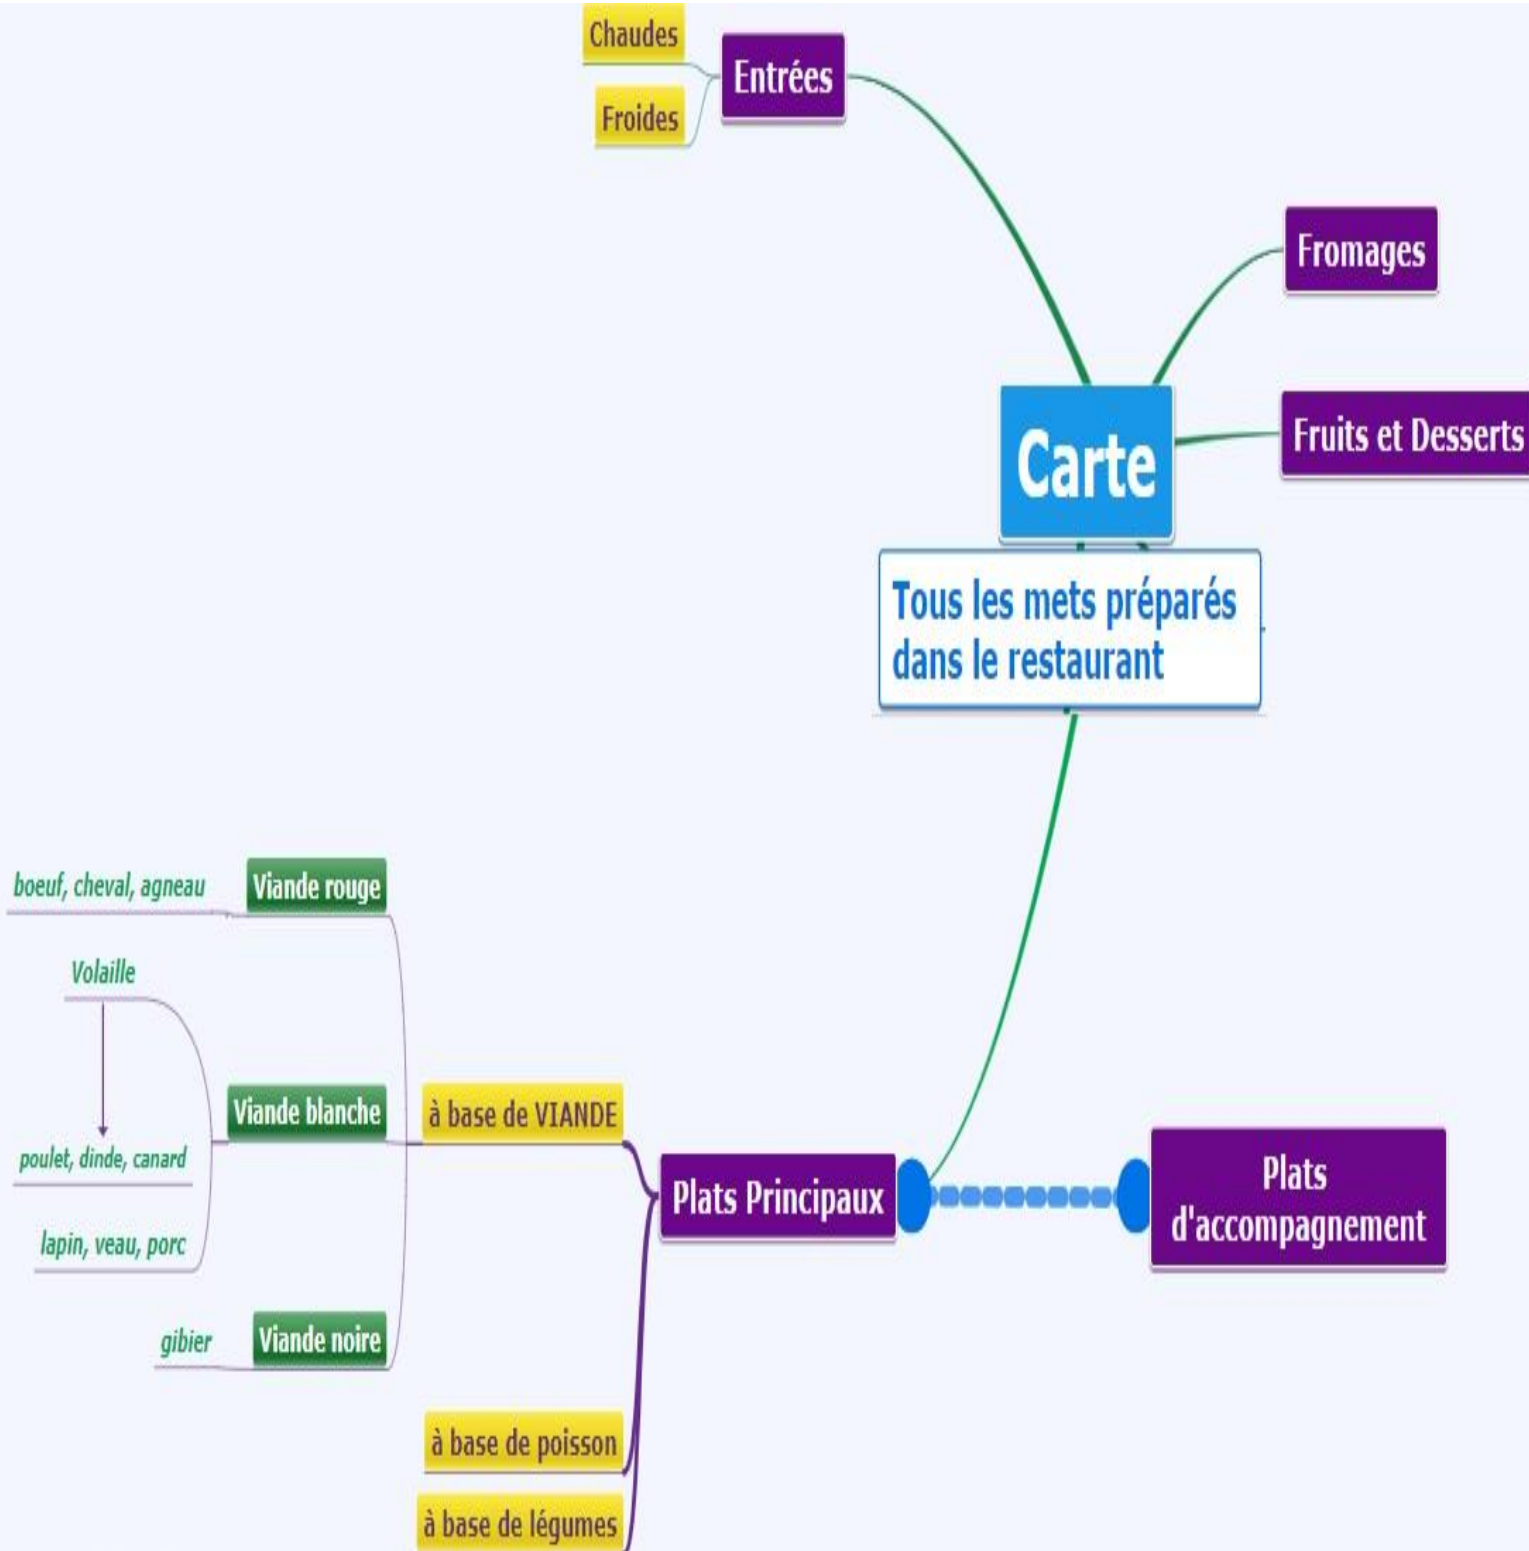 Chaudes
Entrées
Froides
Fromages
Carte
Fruits et Desserts
Tous les mets préparés
dans le restaurant
boeuf, cheval, agneau
Viande rouge
Volaille
Viande blanche
à base de VIANDE
poulet, dinde, canard
lapin, veau, porc
Plats Principaux
Plats
d'accompagnement
gibier
Viande noire
à base de poisson
à base de légumes